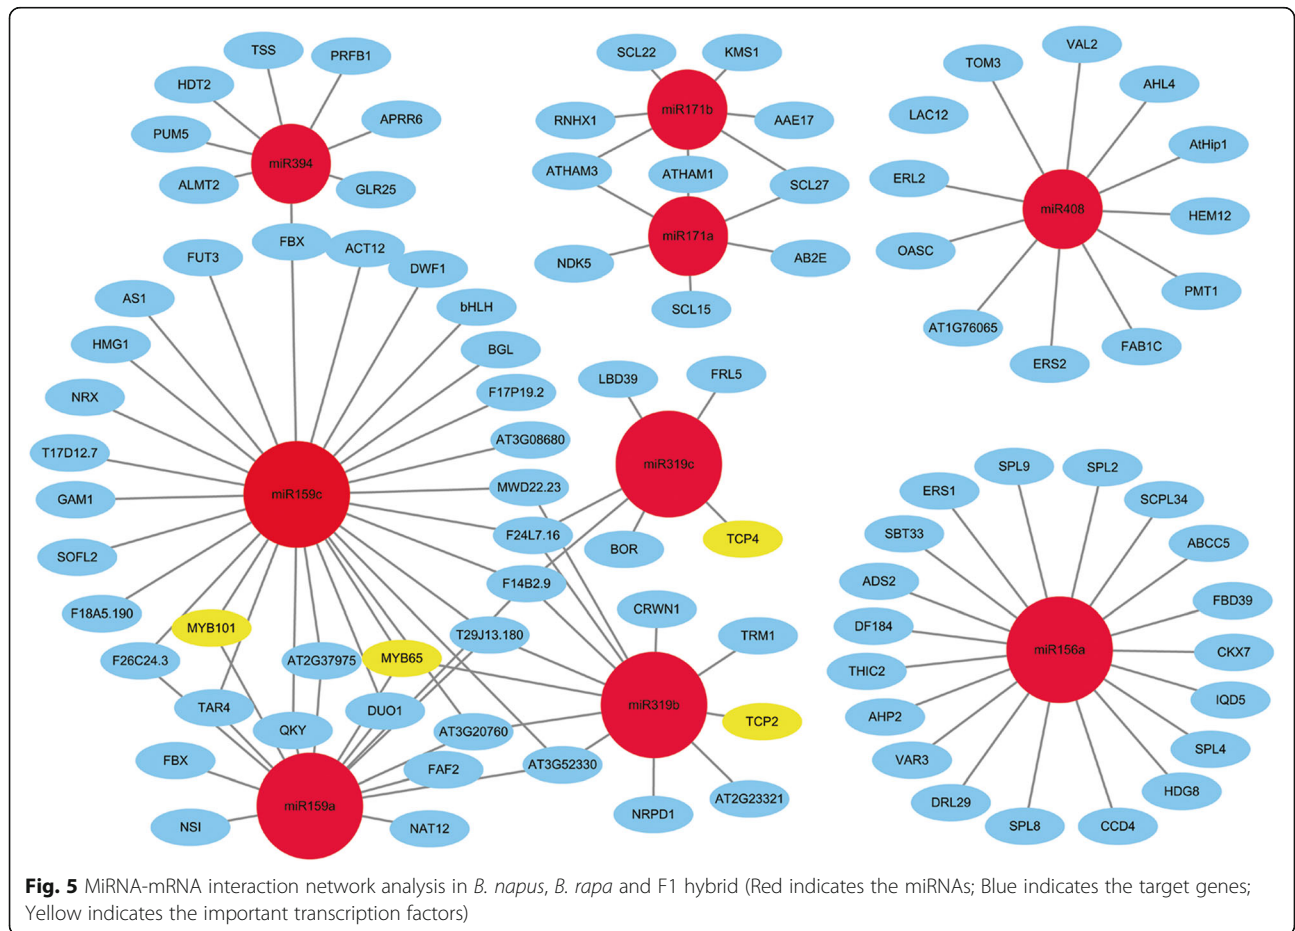 TSS
PRFB1
HDT2
APRR6
PUM5
miR394
ALMT2
GLR25
SCL22
KMS1
miR171b
RNHX1
AAE17
ATHAM3
ATHAM1
SCL27
miR171a
NDK5
AB2E
SCL15
VAL2
TOM3
AHL4
LAC12
AtHip1
ERL2
miR408
HEM12
OASC
PMT1
AT1G76065
FAB1C
ERS2
FBX
ACT12
FUT3
DWF1
AS1
bHLH
HMG1
BGL
NRX
F17P19.2
T17D12.7
AT3G08680
miR159c
MWD22.23
GAM1
F24L7.16
SOFL2
F14B2.9
F18A5.190
MYB101
T29J13.180
F26C24.3
AT2G37975
MYB65
TAR4
QKY
DUO1
AT3G20760
FBX
FAF2
AT3G52330
miR159a
NSI
NAT12
LBD39
FRL5
miR319c
BOR
TCP4
CRWN1
TRM1
miR319b
TCP2
NRPD1
AT2G23321
SPL9
SPL2
ERS1
SCPL34
SBT33
ABCC5
ADS2
FBD39
DF184
miR156a
CKX7
THIC2
IQD5
AHP2
SPL4
VAR3
HDG8
DRL29
SPL8
CCD4
Fig. 5 MiRNA-mRNA interaction network analysis in B. napus, B. rapa and F1 hybrid (Red indicates the miRNAs; Blue indicates the target genes;
Yellow indicates the important transcription factors)